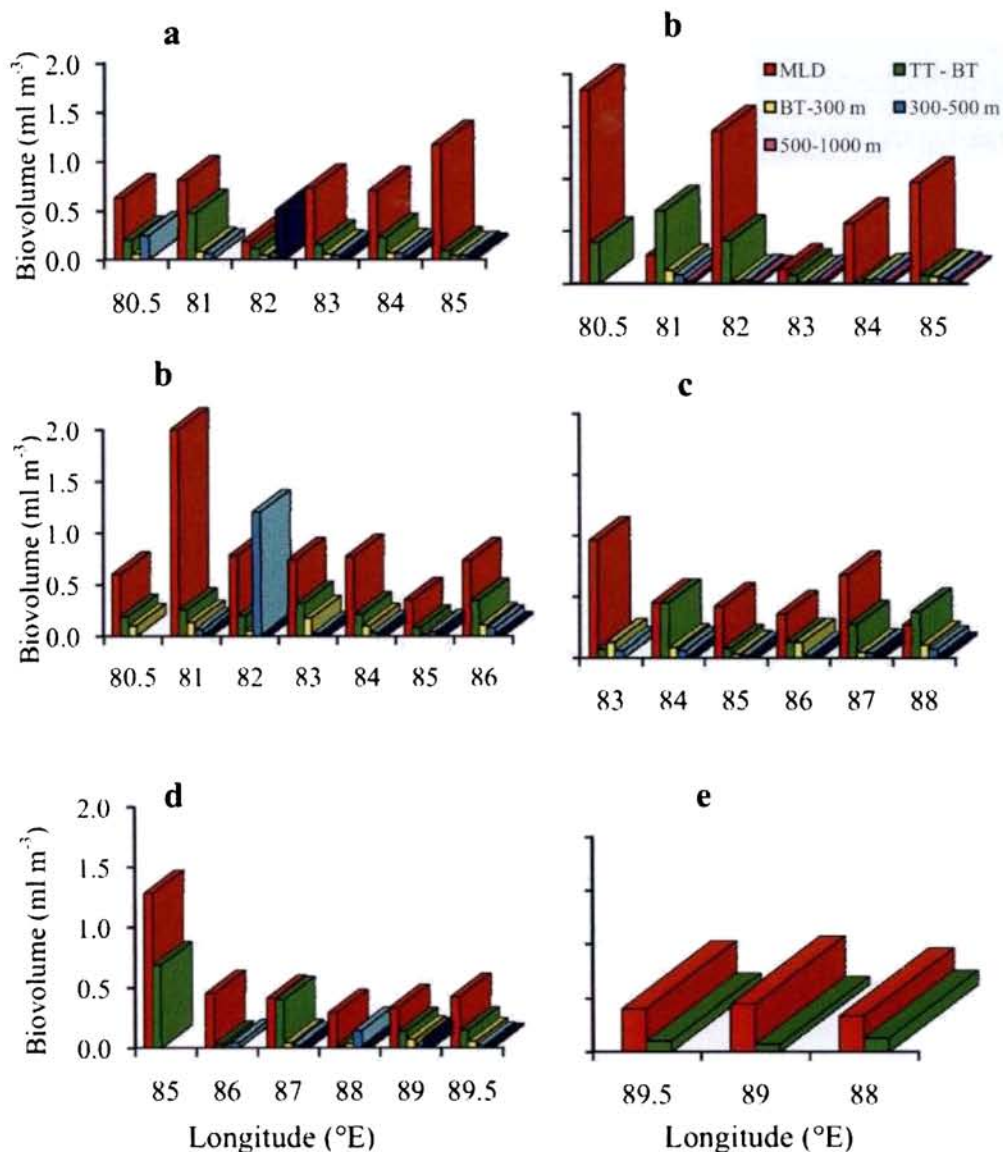 a
Biovolume (ml m⁻³)
2.0
1.5
1.0
0.5
0.0
80.5 81 82 83 84 85
b
MLD TT - BT
BT-300 m 300-500 m
500-1000 m
80.5 81 82 83 84 85
b
Biovolume (ml m⁻³)
2.0
1.5
1.0
0.5
0.0
80.5 81 82 83 84 85 86
c
83 84 85 86 87 88
d
Biovolume (ml m⁻³)
2.0
1.5
1.0
0.5
0.0
85 86 87 88 89 89.5
Longitude (°E)
e
89.5 89 88
Longitude (°E)